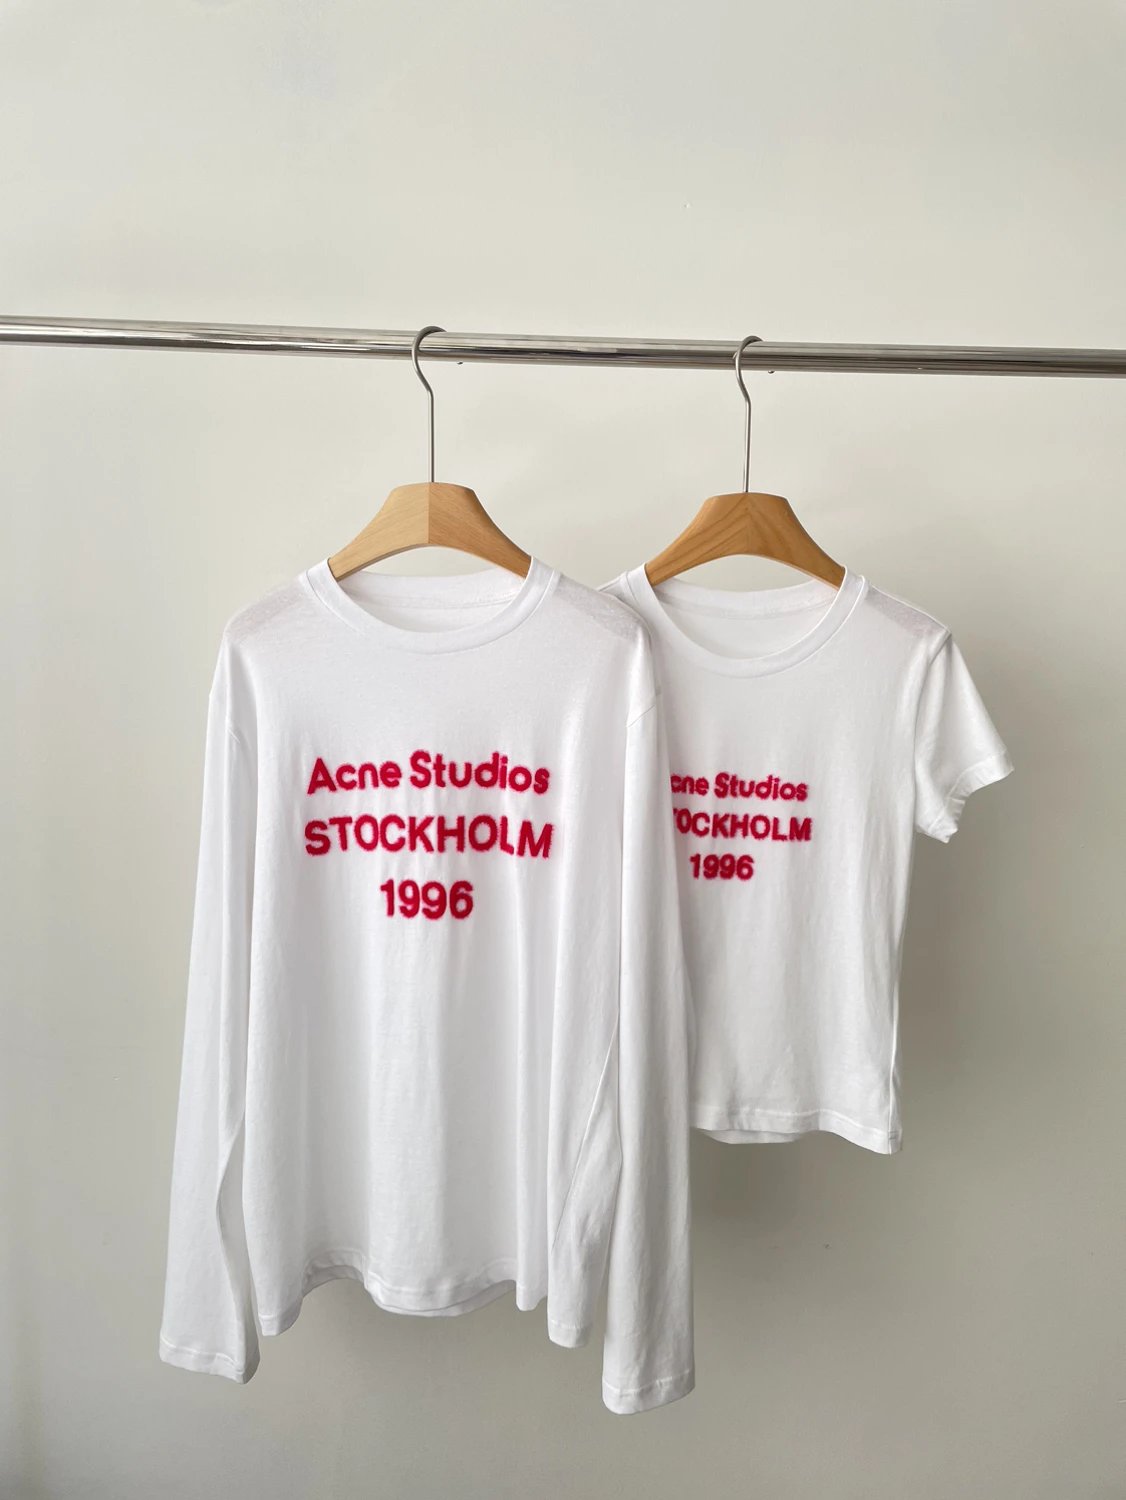 Acne Studios
STOCKHOLM
1996
cne Studios
TOCKHOLM
1996